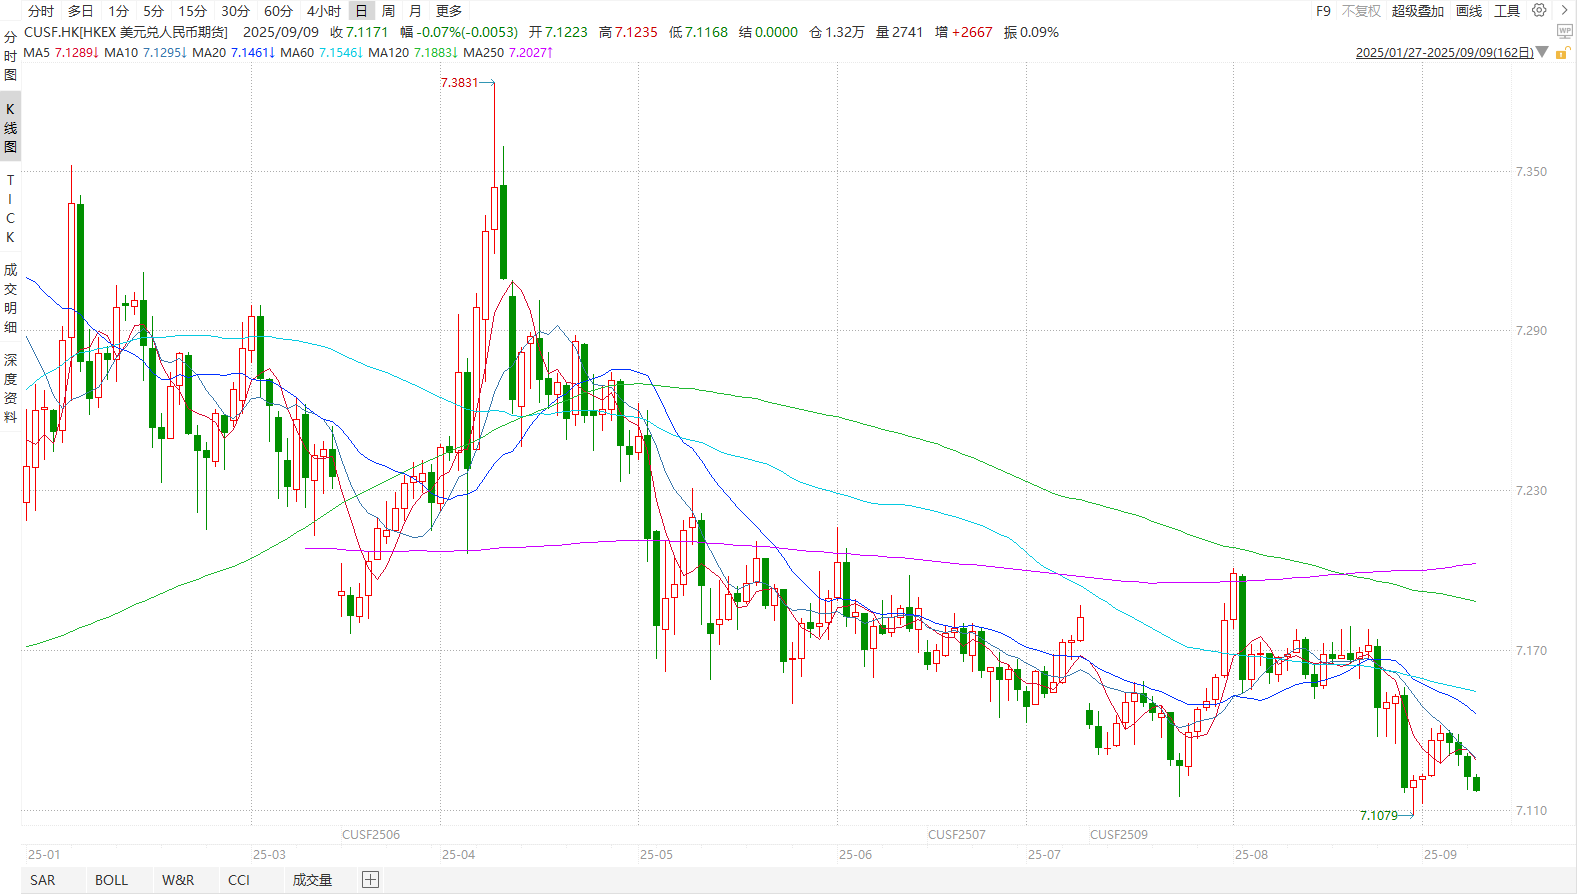 分时 多日 1分 5分 15分 30分 60分 4小时 日 周 月 更多 F9 不复权 超级叠加 画线 工具
CUSF.HK[HKEX 美元兑人民币期货] 2025/09/09 收 7.1171 幅 -0.07%(-0.0053) 开 7.1223 高 7.1235 低 7.1168 结 0.0000 仓 1.32万 量 2741 增 +2667 振 0.09%
MA5 7.1289↓ MA10 7.1295↓ MA20 7.1461↓ MA60 7.1546↓ MA120 7.1883↓ MA250 7.2027↑
2025/01/27-2025/09/09(162日)
WP
分时图
K线图
TICK
成交明细
深度资料
7.3831
7.350
7.290
7.230
7.170
7.110
7.1079
CUSF2506 CUSF2507 CUSF2509
25-01 25-03 25-04 25-05 25-06 25-07 25-08 25-09
SAR BOLL W&R CCI 成交量